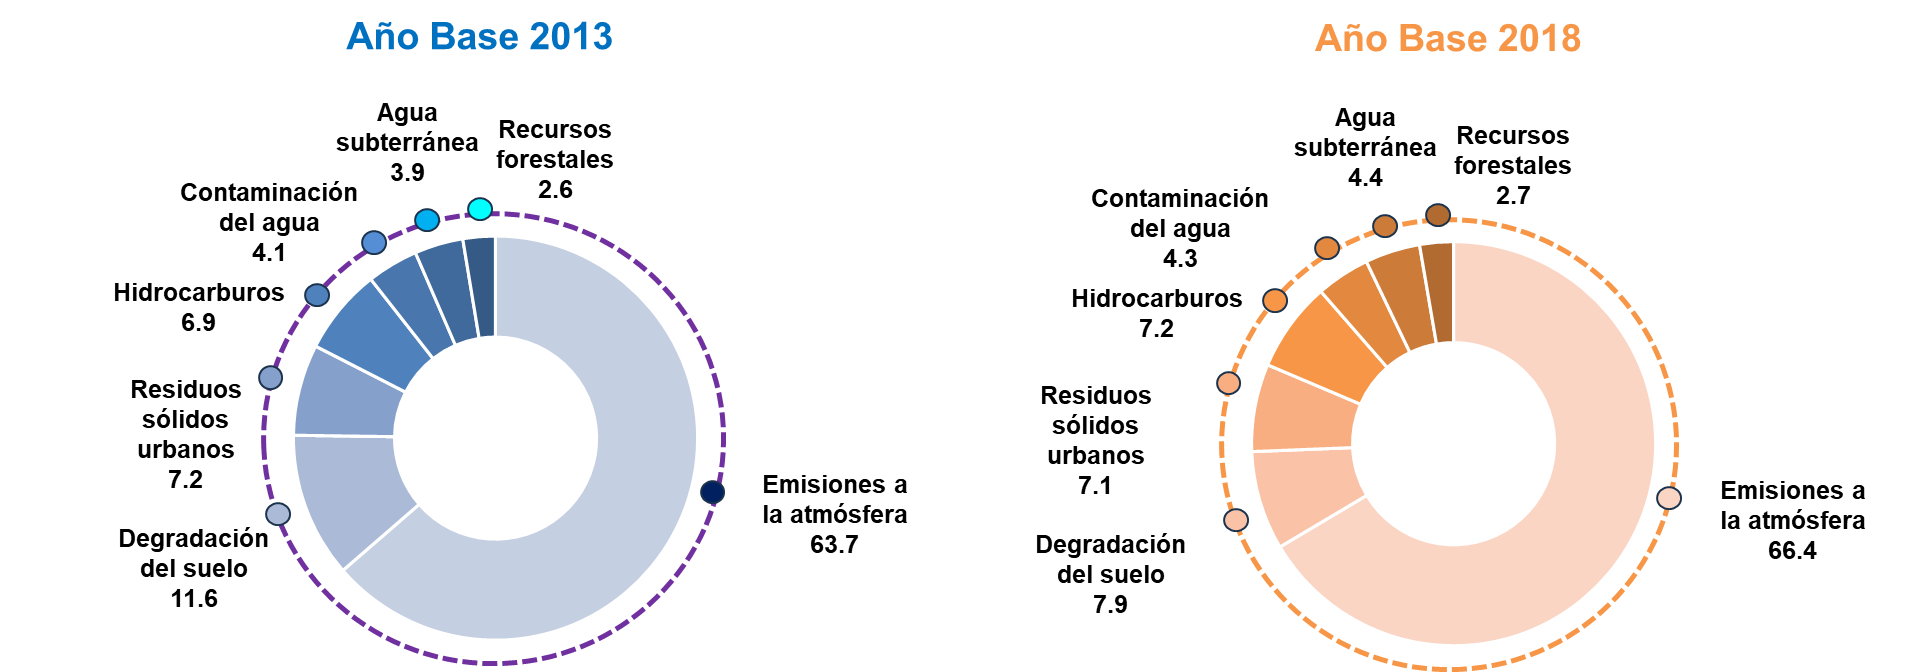 Año Base 2013
Agua
subterránea
3.9
Recursos
forestales
2.6
Contaminación
del agua
4.1
Hidrocarburos
6.9
Residuos
sólidos
urbanos
7.2
Degradación
del suelo
11.6
Emisiones a
la atmósfera
63.7
Año Base 2018
Agua
subterránea
4.4
Recursos
forestales
2.7
Contaminación
del agua
4.3
Hidrocarburos
7.2
Residuos
sólidos
urbanos
7.1
Degradación
del suelo
7.9
Emisiones a
la atmósfera
66.4